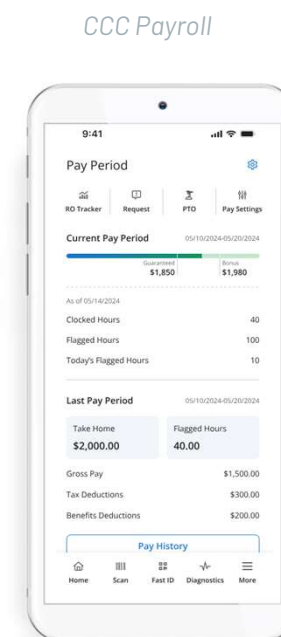 CCC Payroll
9:41
Pay Period
RO Tracker Request PTO Pay Settings
Current Pay Period 05/10/2024-05/20/2024
Guaranteed Bonus
$1,850 $1,980
As of 05/14/2024
Clocked Hours 40
Flagged Hours 100
Today's Flagged Hours 10
Last Pay Period 05/10/2024-05/20/2024
Take Home Flagged Hours
$2,000.00 40.00
Gross Pay $1,500.00
Tax Deductions $300.00
Benefits Deductions $200.00
Pay History
Home Scan Fast ID Diagnostics More